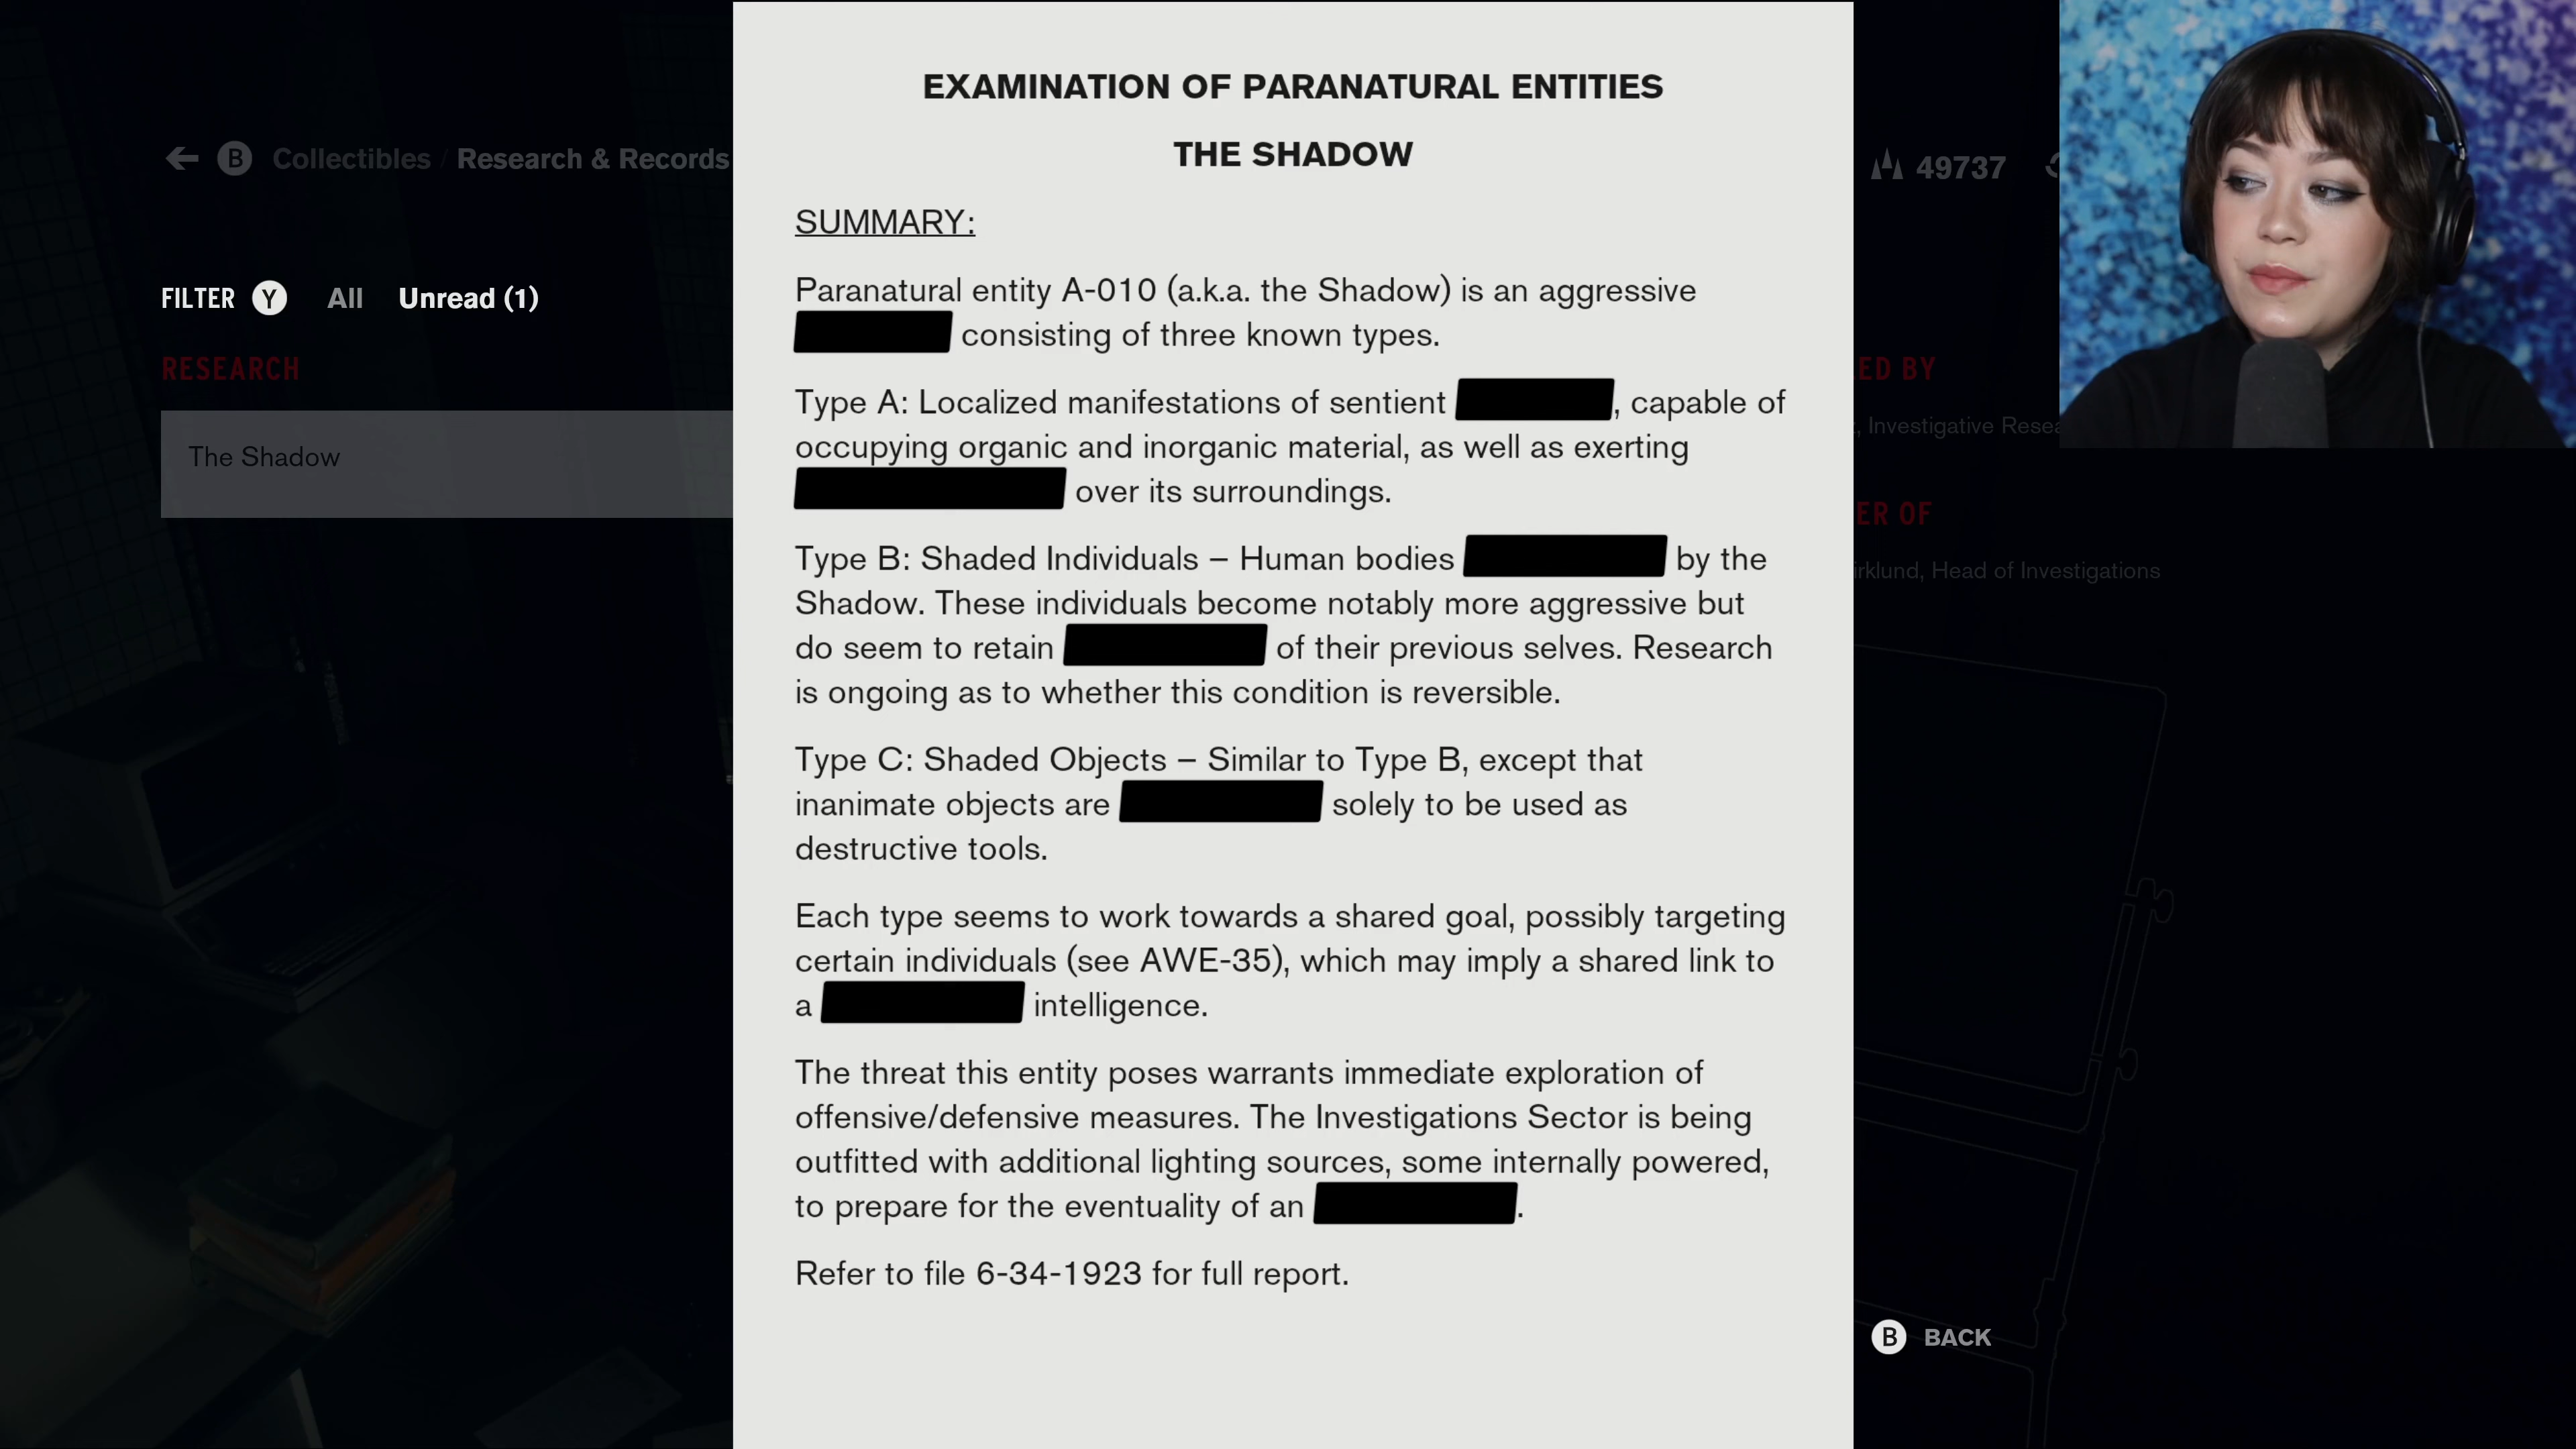 EXAMINATION OF PARANATURAL ENTITIES
THE SHADOW
B Collectibles / Research & Records
49737
SUMMARY:
Paranatural entity A-010 (a.k.a. the Shadow) is an aggressive
consisting of three known types.
FILTER Y All Unread (1)
RESEARCH
The Shadow
Type A: Localized manifestations of sentient , capable of
occupying organic and inorganic material, as well as exerting
over its surroundings.
Type B: Shaded Individuals – Human bodies by the
Shadow. These individuals become notably more aggressive but
do seem to retain of their previous selves. Research
is ongoing as to whether this condition is reversible.
Type C: Shaded Objects – Similar to Type B, except that
inanimate objects are solely to be used as
destructive tools.
Each type seems to work towards a shared goal, possibly targeting
certain individuals (see AWE-35), which may imply a shared link to
a intelligence.
The threat this entity poses warrants immediate exploration of
offensive/defensive measures. The Investigations Sector is being
outfitted with additional lighting sources, some internally powered,
to prepare for the eventuality of an .
Refer to file 6-34-1923 for full report.
ED BY
, Investigative Resea
ER OF
irklund, Head of Investigations
B BACK